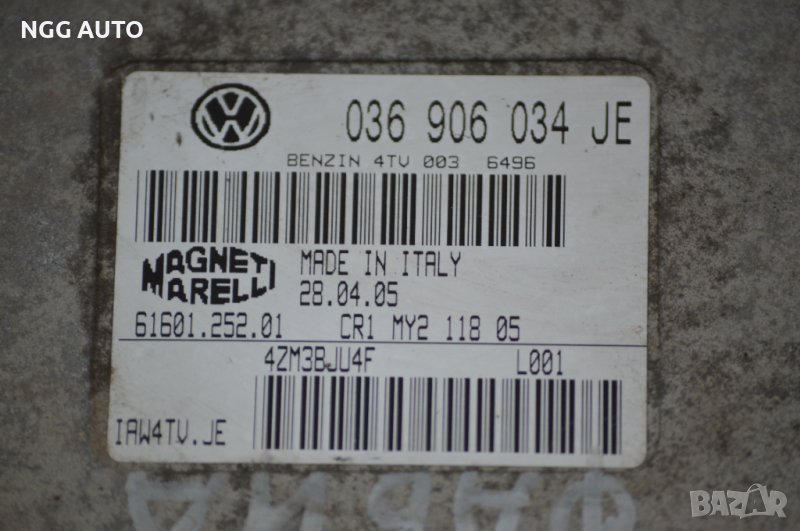 NGG AUTO
036 906 034 JE
BENZIN 4TV 003 6496
MAGNETI MARELLI
MADE IN ITALY
28.04.05
61601.252.01 CR1 MY2 118 05
4ZM3BJU4F L001
IAW4TV.JE
ФАБИА
BAZAR